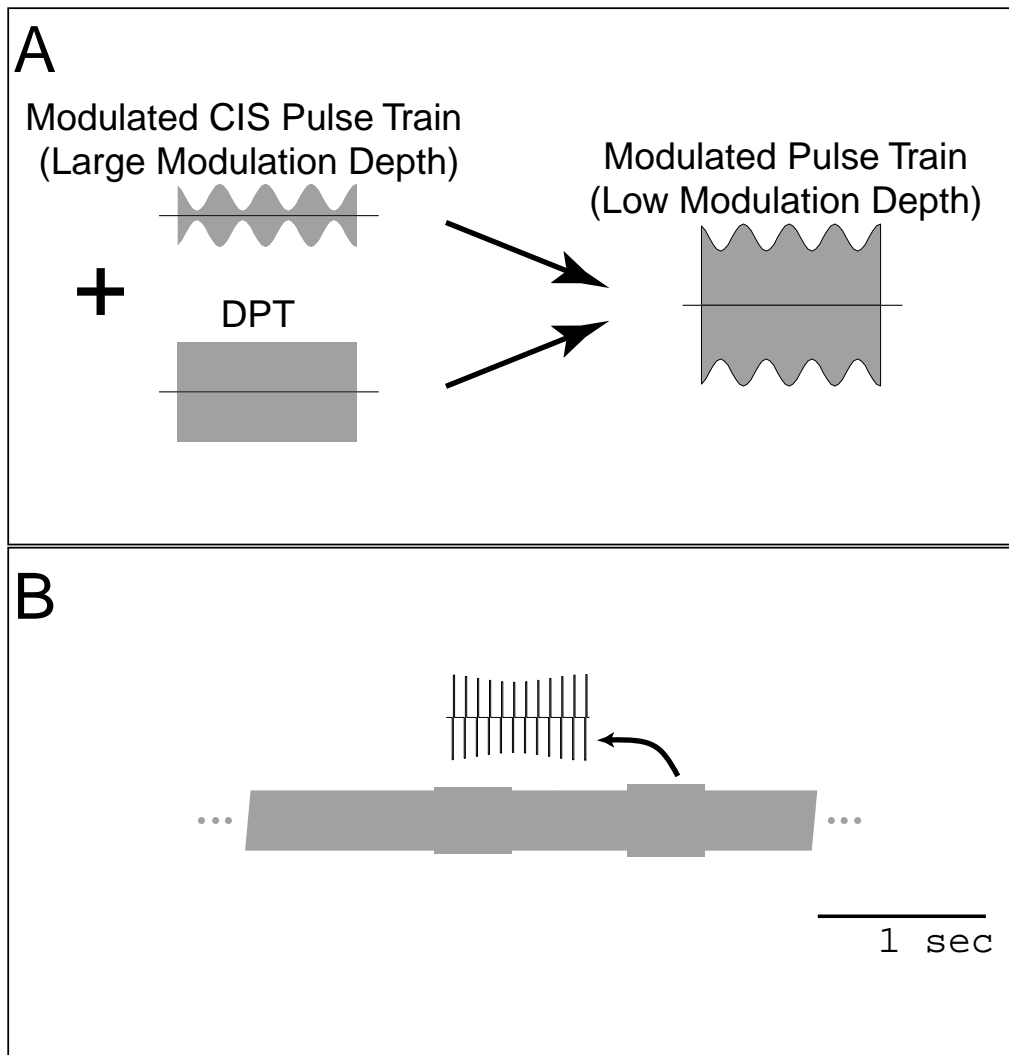 A
Modulated CIS Pulse Train
(Large Modulation Depth)
Modulated Pulse Train
(Low Modulation Depth)
+
DPT
B
1 sec